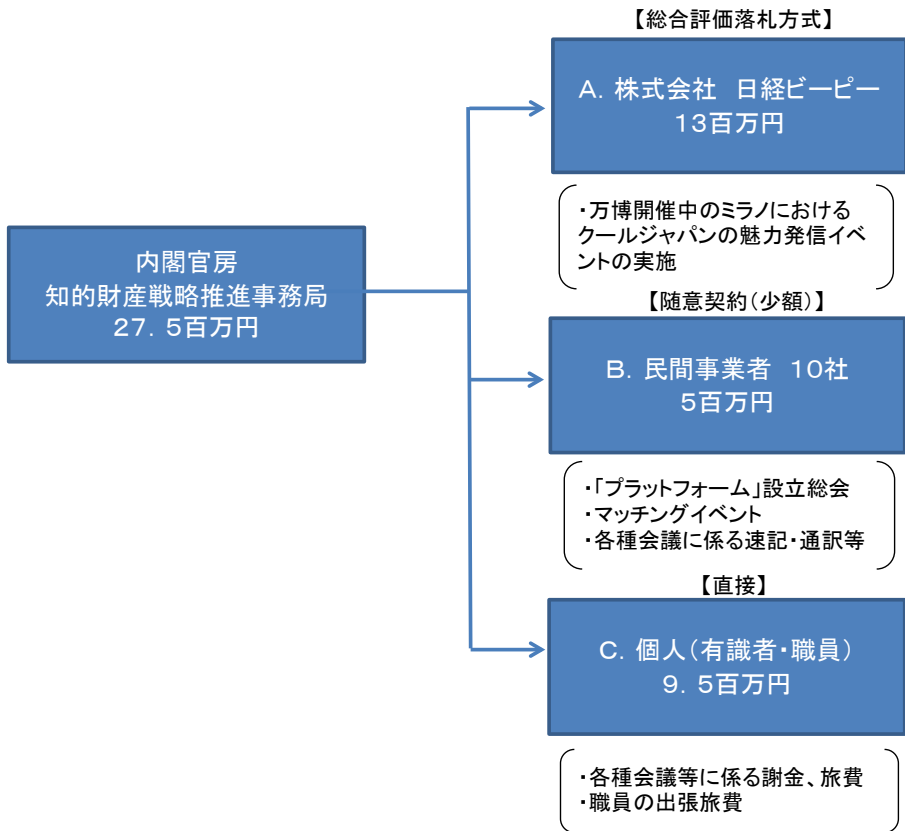 【総合評価落札方式】
A. 株式会社　日経ビーピー
13百万円
・万博開催中のミラノにおける
クールジャパンの魅力発信イベ
ントの実施
内閣官房
知的財産戦略推進事務局
27. 5百万円
【随意契約(少額)】
B. 民間事業者　10社
5百万円
・「プラットフォーム」設立総会
・マッチングイベント
・各種会議に係る速記・通訳等
【直接】
C. 個人(有識者・職員)
9. 5百万円
・各種会議等に係る謝金、旅費
・職員の出張旅費